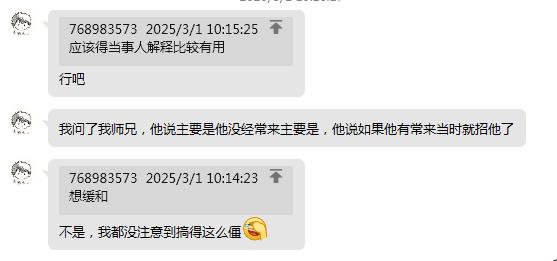 768983573 2025/3/1 10:15:25
应该得当事人解释比较有用
行吧
我问了我师兄，他说主要是他没经常来主要是，他说如果他有常来当时就招他了
768983573 2025/3/1 10:14:23
想缓和
不是，我都没注意到搞得这么僵